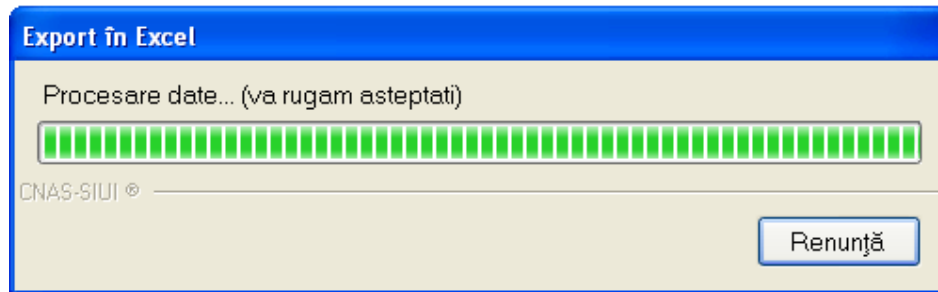 Export în Excel
Procesare date... (va rugam asteptati)
CNAS-SIUI ®
Renunţă